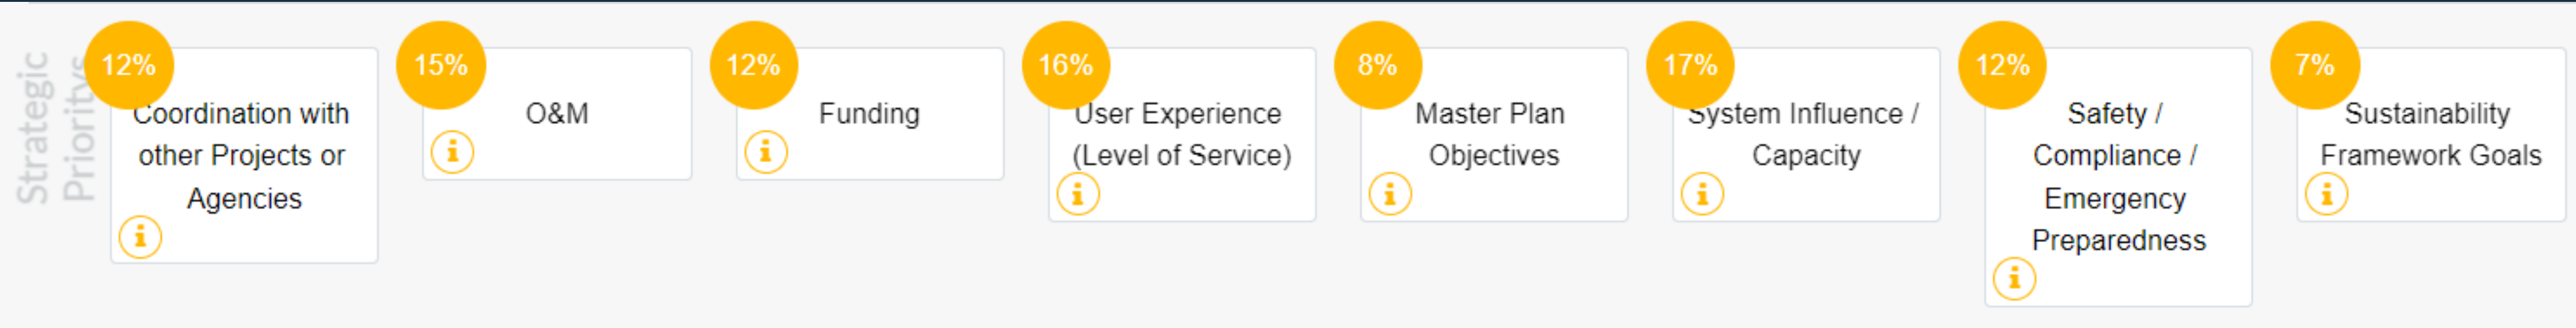 Strategic
Prioritys
12%
Coordination with
other Projects or
Agencies
i
15%
O&M
i
12%
Funding
i
16%
User Experience
(Level of Service)
i
8%
Master Plan
Objectives
i
17%
System Influence /
Capacity
i
12%
Safety /
Compliance /
Emergency
Preparedness
i
7%
Sustainability
Framework Goals
i